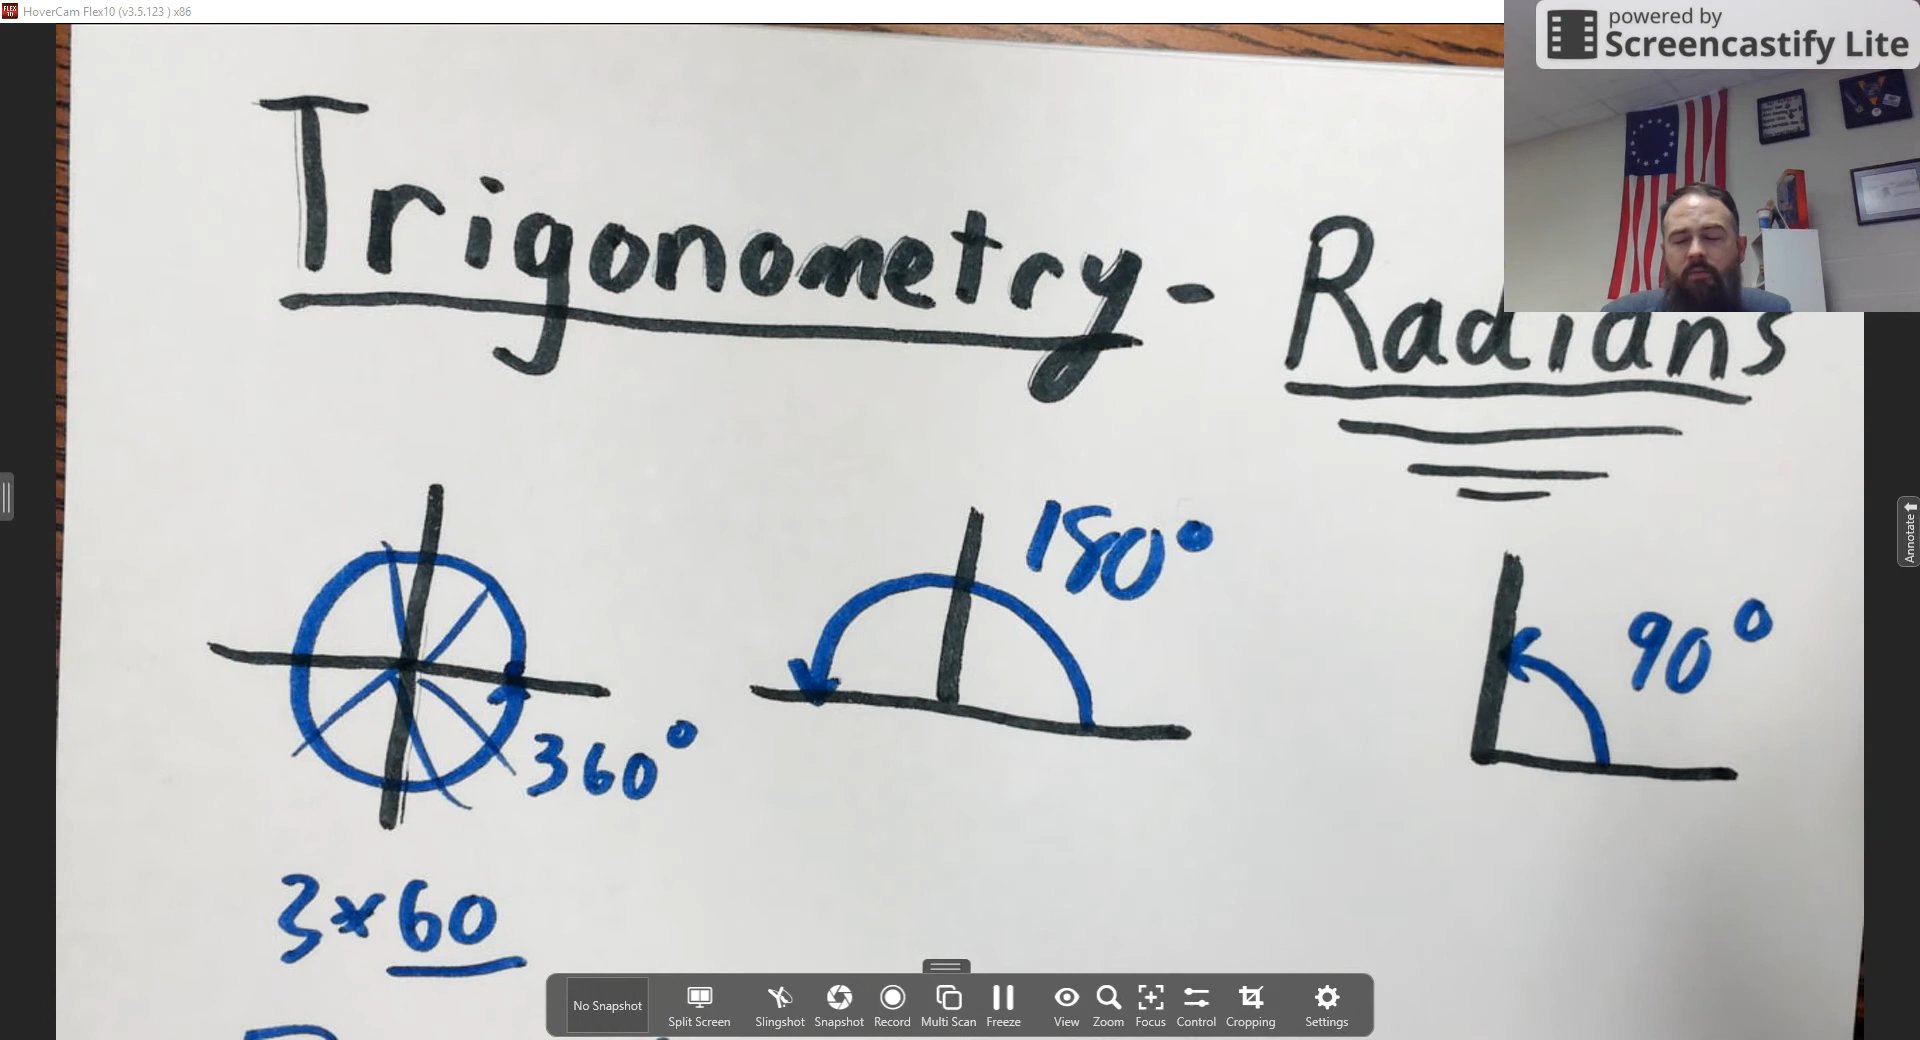 HoverCam Flex10 (v3.5.123 ) x86
powered by
Screencastify Lite
Trigonometry - Radians
180°
90°
360°
3 * 60
Annotate
No Snapshot
Split Screen
Slingshot
Snapshot
Record
Multi Scan
Freeze
View
Zoom
Focus
Control
Cropping
Settings